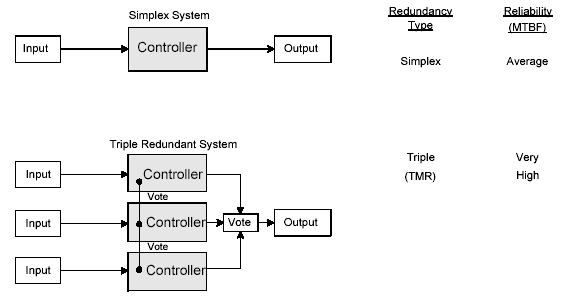 Simplex System
Redundancy Type
Reliability (MTBF)
Input
Controller
Output
Simplex
Average
Triple Redundant System
Input
Controller
Triple (TMR)
Very High
Vote
Input
Controller
Vote
Output
Vote
Input
Controller